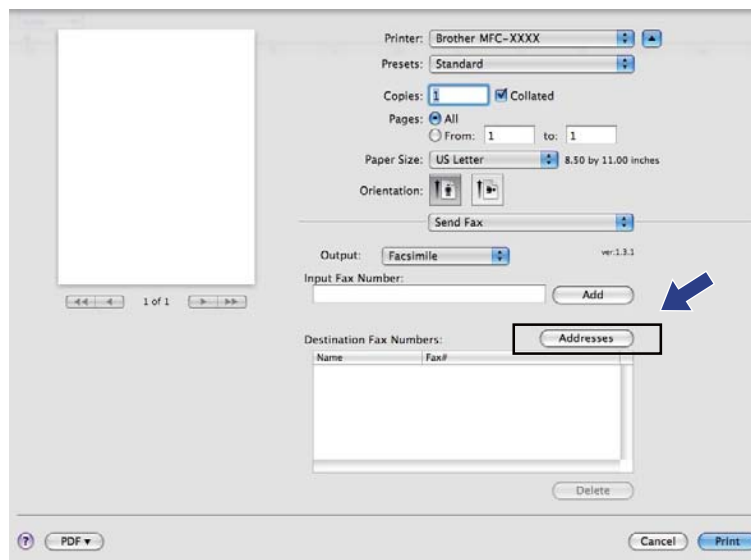 Printer: Brother MFC-XXXX
Presets: Standard
Copies: 1 Collated
Pages: All
From: 1 to: 1
Paper Size: US Letter 8.50 by 11.00 inches
Orientation:
Send Fax
Output: Facsimile ver.1.3.1
Input Fax Number:
Add
1 of 1
Destination Fax Numbers: Addresses
Name Fax#
Delete
? PDF Cancel Print